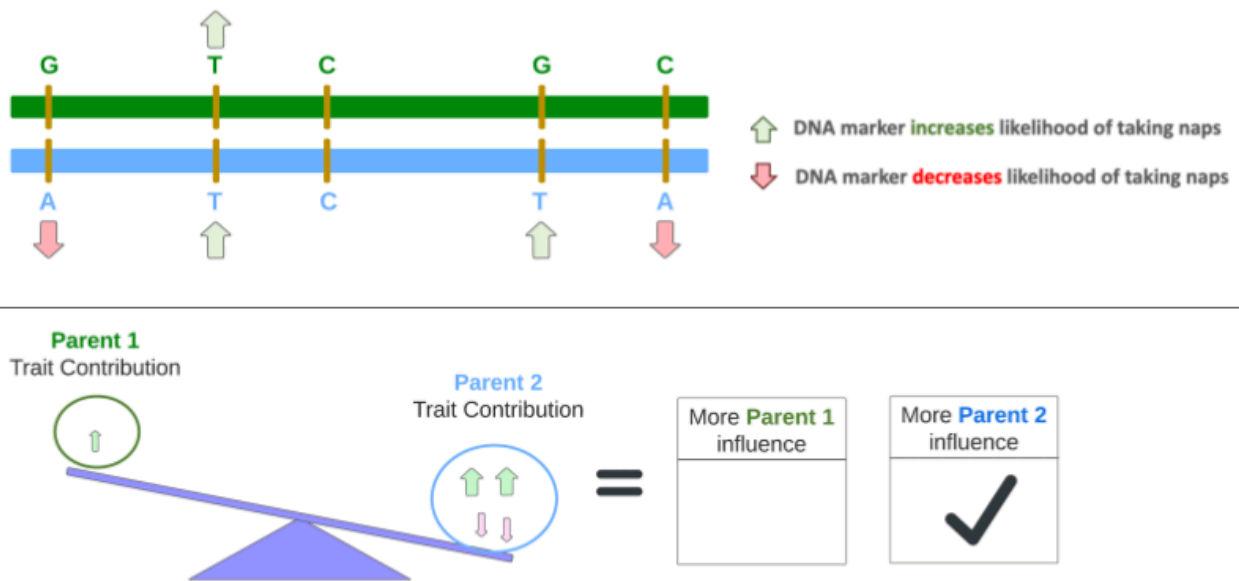 G T C G C
DNA marker increases likelihood of taking naps
DNA marker decreases likelihood of taking naps
A T C T A
Parent 1
Trait Contribution
Parent 2
Trait Contribution
More Parent 1
influence
More Parent 2
influence